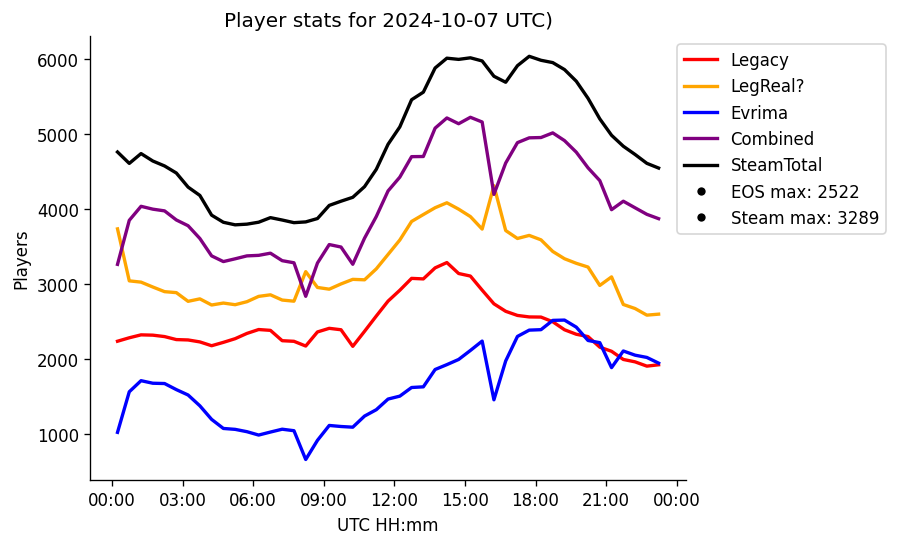 Player stats for 2024-10-07 UTC)
Legacy
LegReal?
Evrima
Combined
SteamTotal
EOS max: 2522
Steam max: 3289
Players
6000
5000
4000
3000
2000
1000
00:00 03:00 06:00 09:00 12:00 15:00 18:00 21:00 00:00
UTC HH:mm